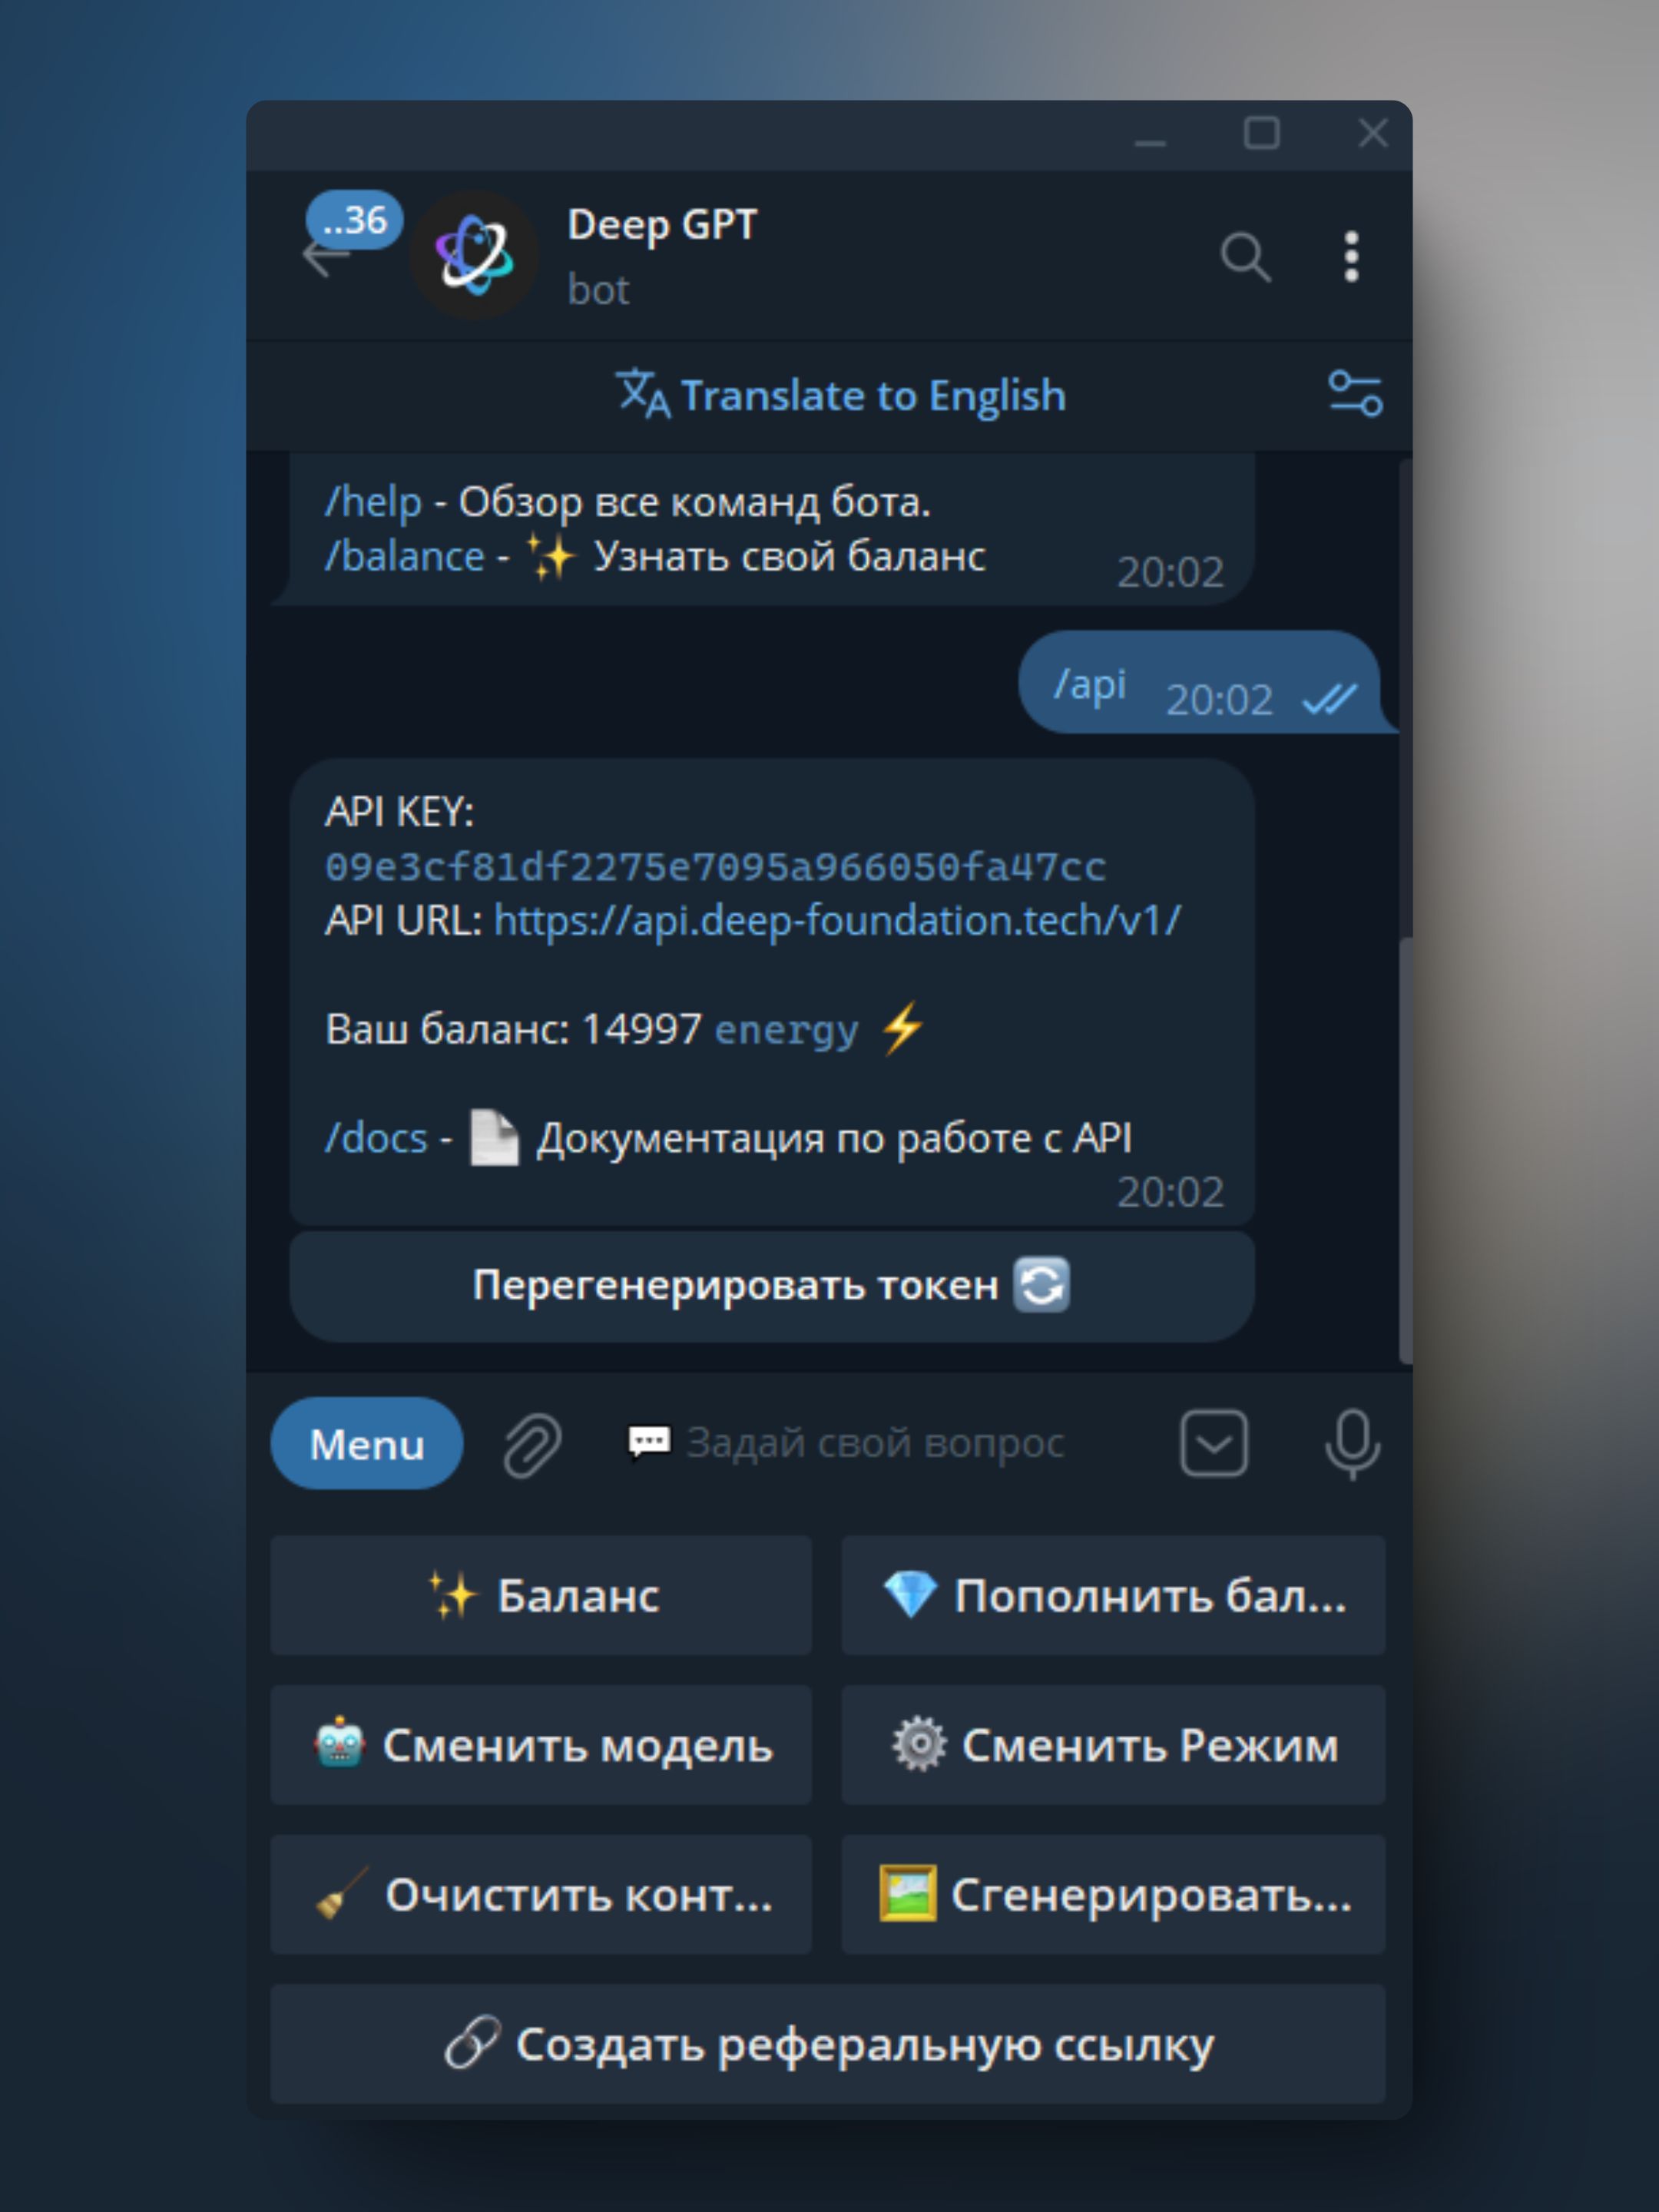 ..36
Deep GPT
bot
Translate to English
/help - Обзор все команд бота.
/balance - ✨ Узнать свой баланс
20:02
/api 20:02
API KEY:
09e3cf81df2275e7095a966050fa47cc
API URL: https://api.deep-foundation.tech/v1/
Ваш баланс: 14997 energy ⚡
/docs - 📄 Документация по работе с API
20:02
Перегенерировать токен 🔄
Menu 💬 Задай свой вопрос
✨ Баланс 💎 Пополнить бал...
🤖 Сменить модель ⚙️ Сменить Режим
🧹 Очистить конт... 🖼️ Сгенерировать...
🔗 Создать реферальную ссылку